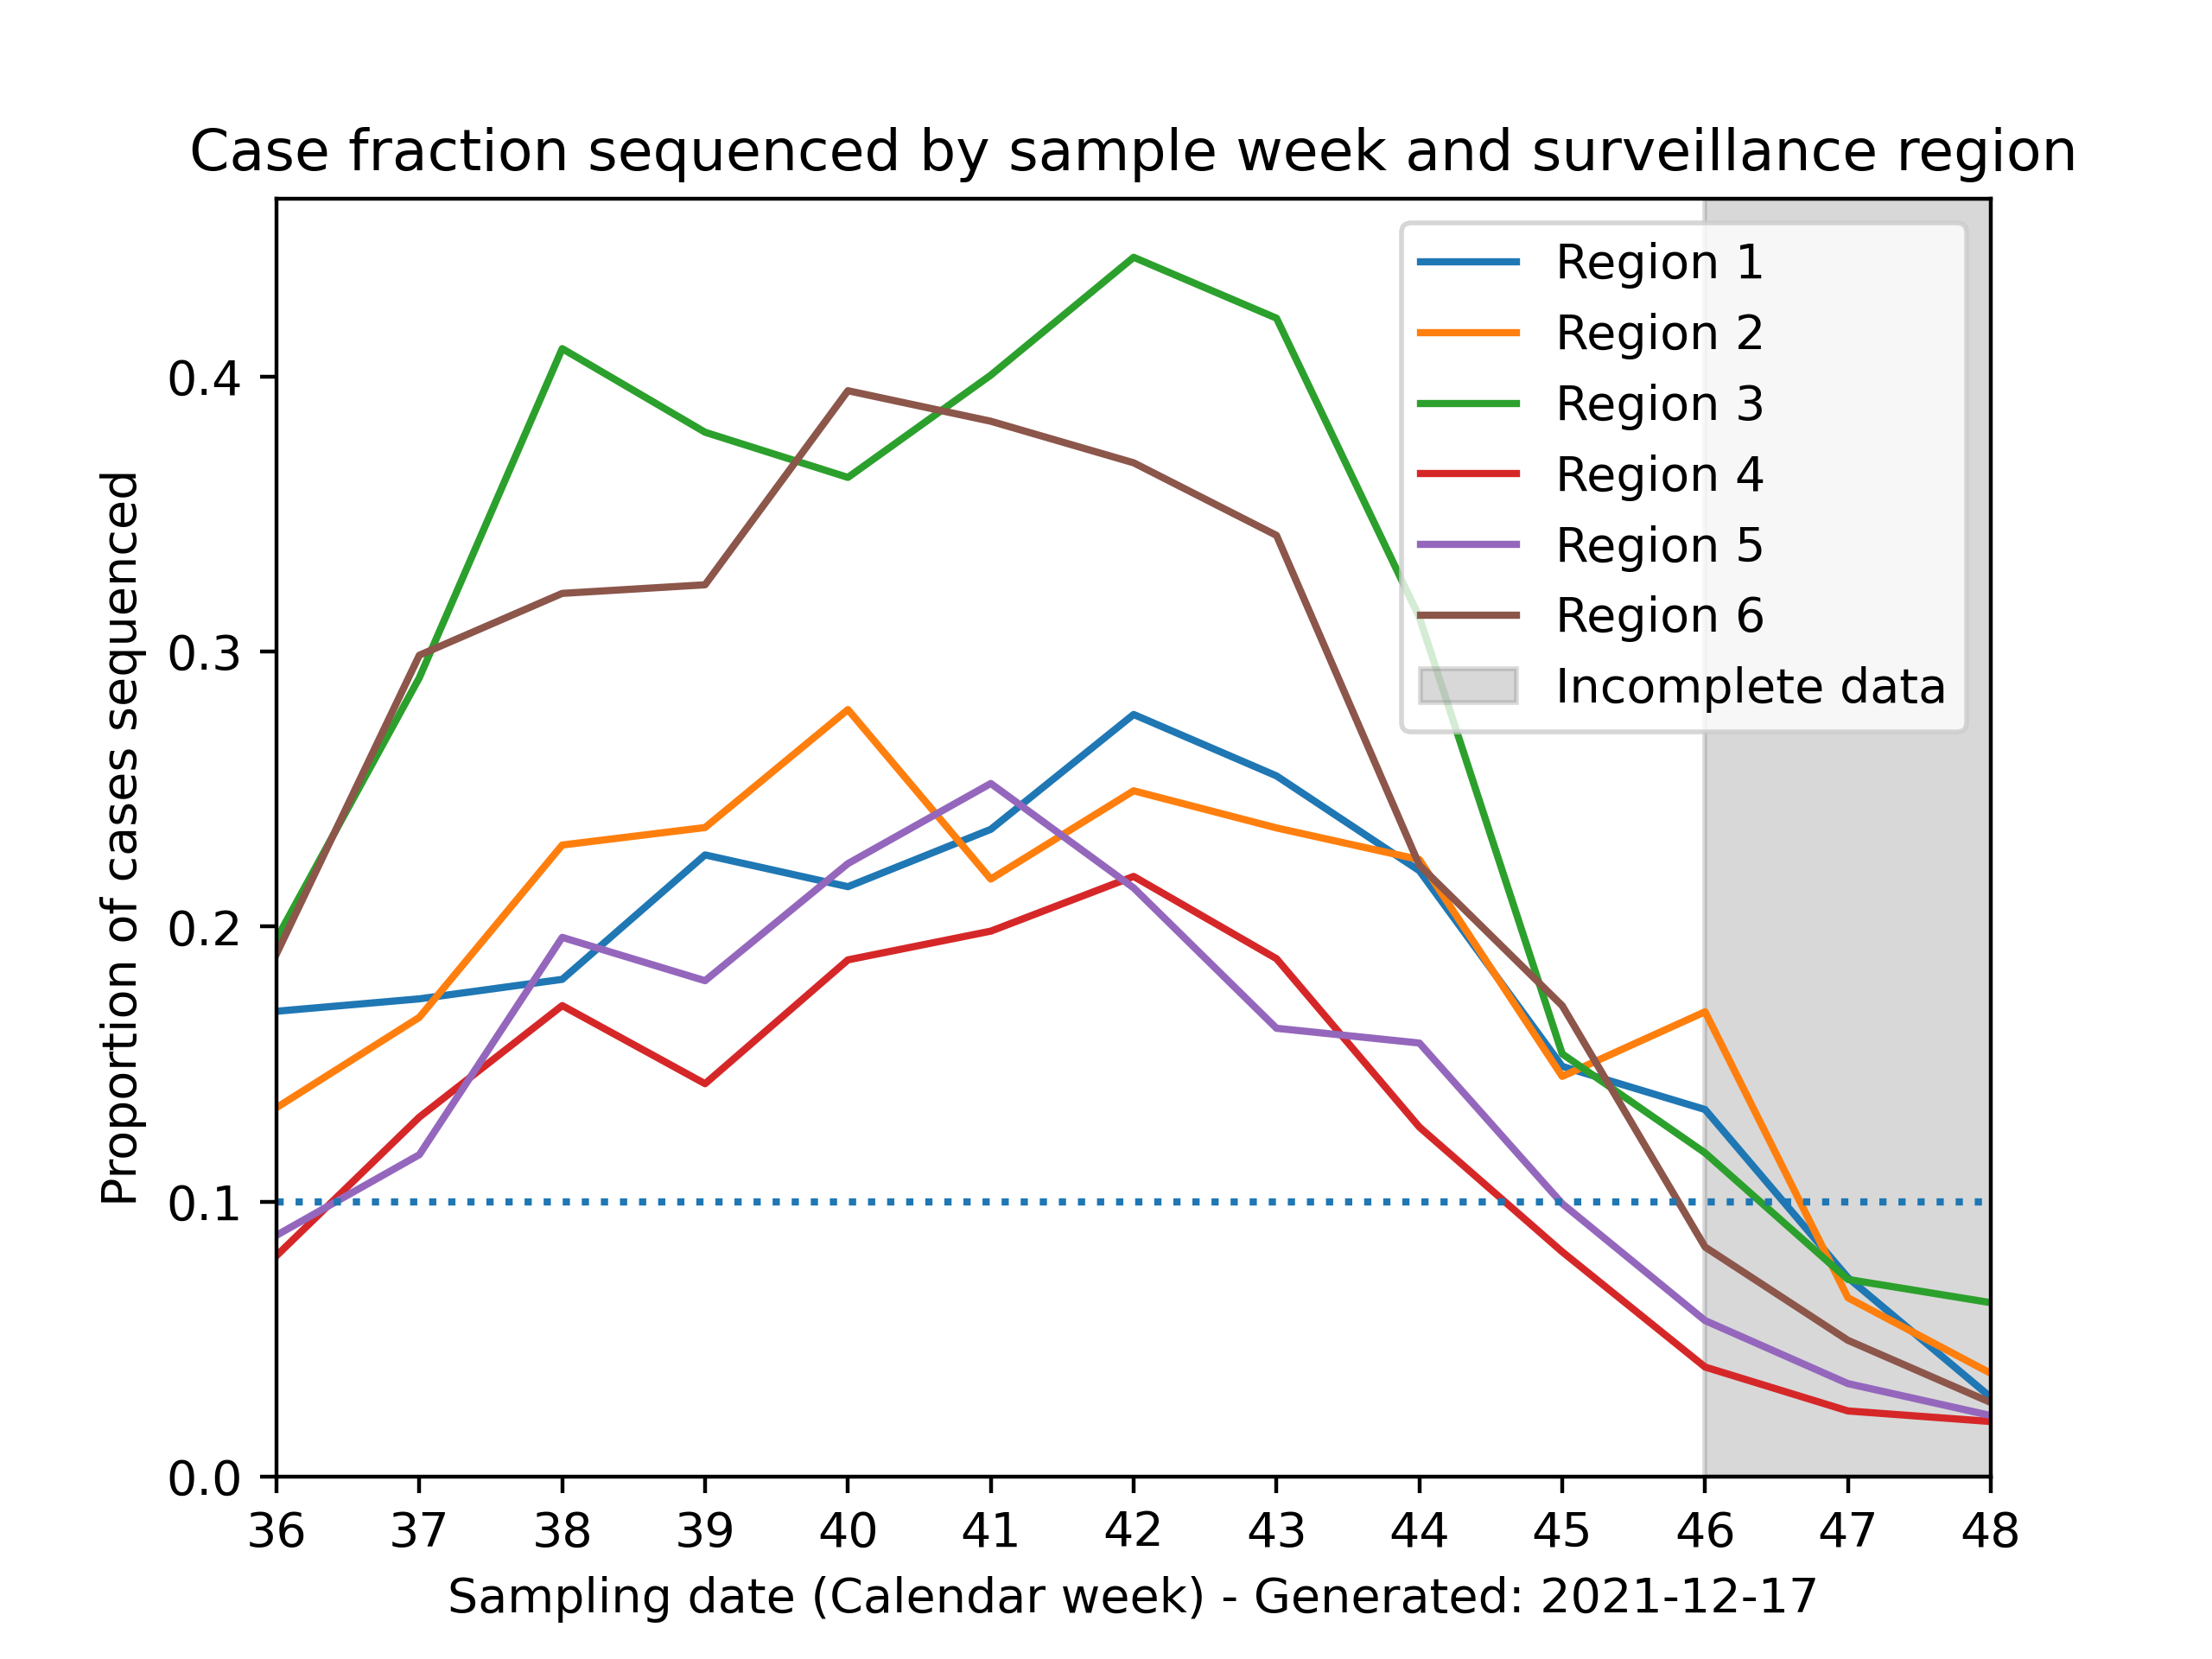 Case fraction sequenced by sample week and surveillance region
Region 1
Region 2
Region 3
Region 4
Region 5
Region 6
Incomplete data
Proportion of cases sequenced
0.4
0.3
0.2
0.1
0.0
36 37 38 39 40 41 42 43 44 45 46 47 48
Sampling date (Calendar week) - Generated: 2021-12-17